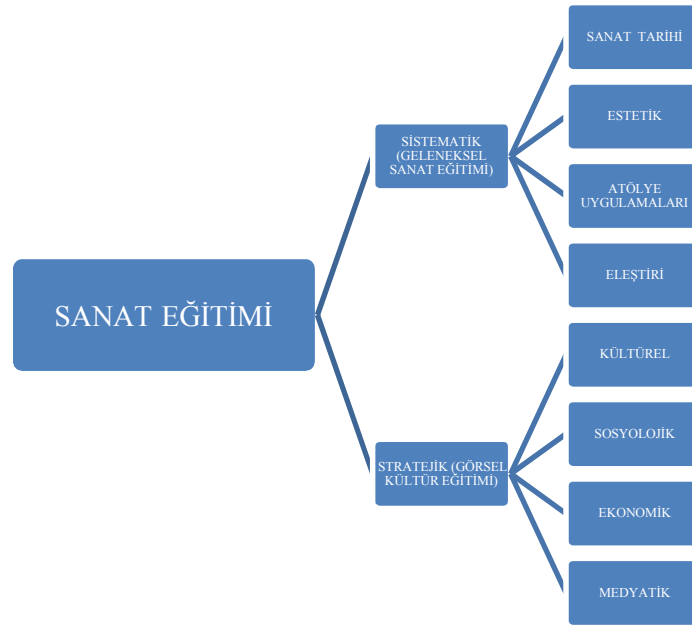 SANAT EĞİTİMİ
SİSTEMATİK
(GELENEKSEL
SANAT EĞİTİMİ)
SANAT TARİHİ
ESTETİK
ATÖLYE
UYGULAMALARI
ELEŞTİRİ
STRATEJİK (GÖRSEL
KÜLTÜR EĞİTİMİ)
KÜLTÜREL
SOSYOLOJİK
EKONOMİK
MEDYATİK